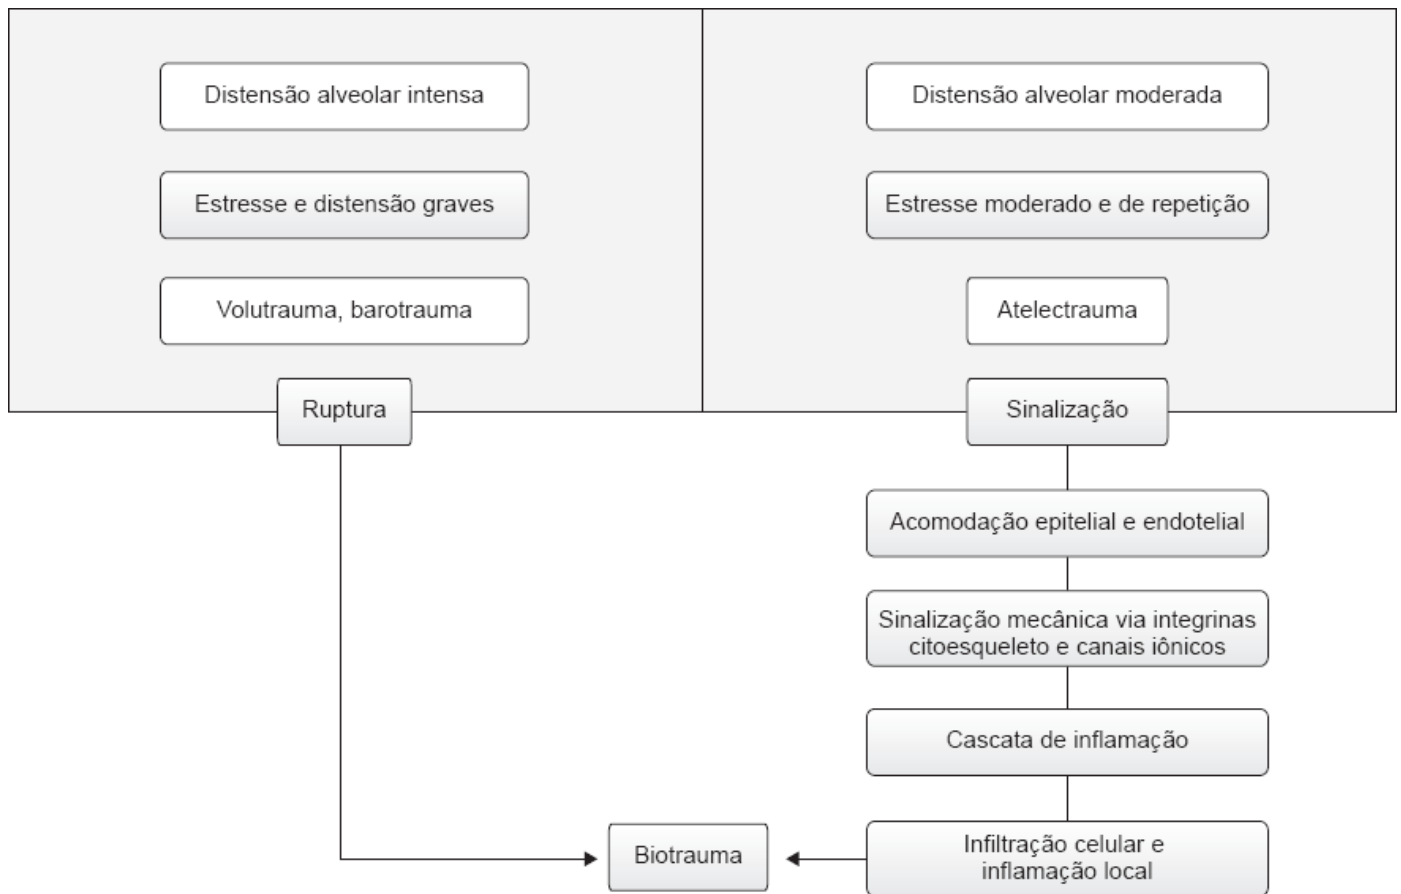 Distensão alveolar intensa
Estresse e distensão graves
Volutrauma, barotrauma
Ruptura
Distensão alveolar moderada
Estresse moderado e de repetição
Atelectrauma
Sinalização
Acomodação epitelial e endotelial
Sinalização mecânica via integrinas
citoesqueleto e canais iônicos
Cascata de inflamação
Infiltração celular e
inflamação local
Biotrauma